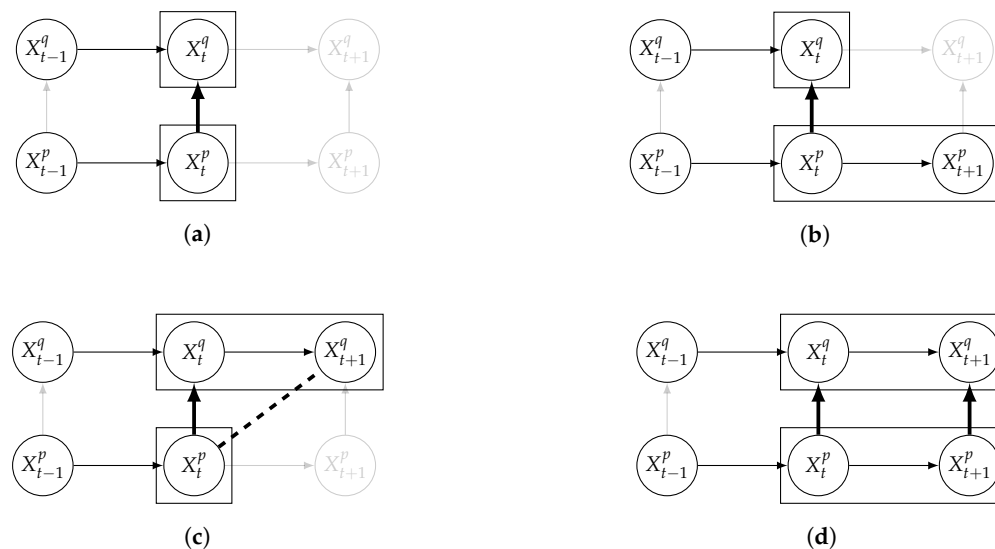 X^q_{t−1} X^q_t X^q_{t+1}
X^p_{t−1} X^p_t X^p_{t+1}
(a)
X^q_{t−1} X^q_t X^q_{t+1}
X^p_{t−1} X^p_t X^p_{t+1}
(b)
X^q_{t−1} X^q_t X^q_{t+1}
X^p_{t−1} X^p_t X^p_{t+1}
(c)
X^q_{t−1} X^q_t X^q_{t+1}
X^p_{t−1} X^p_t X^p_{t+1}
(d)